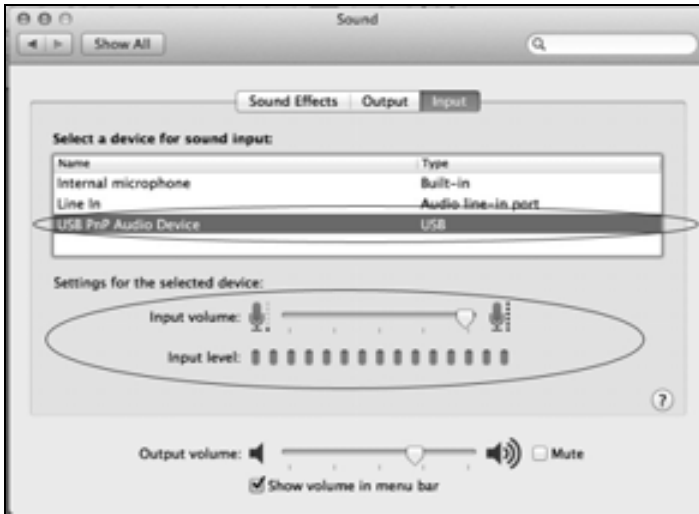 Sound
Show All
Sound Effects Output Input
Select a device for sound input:
Name Type
Internal microphone Built-in
Line In Audio line-in port
USB PnP Audio Device USB
Settings for the selected device:
Input volume:
Input level:
?
Output volume: Mute
Show volume in menu bar